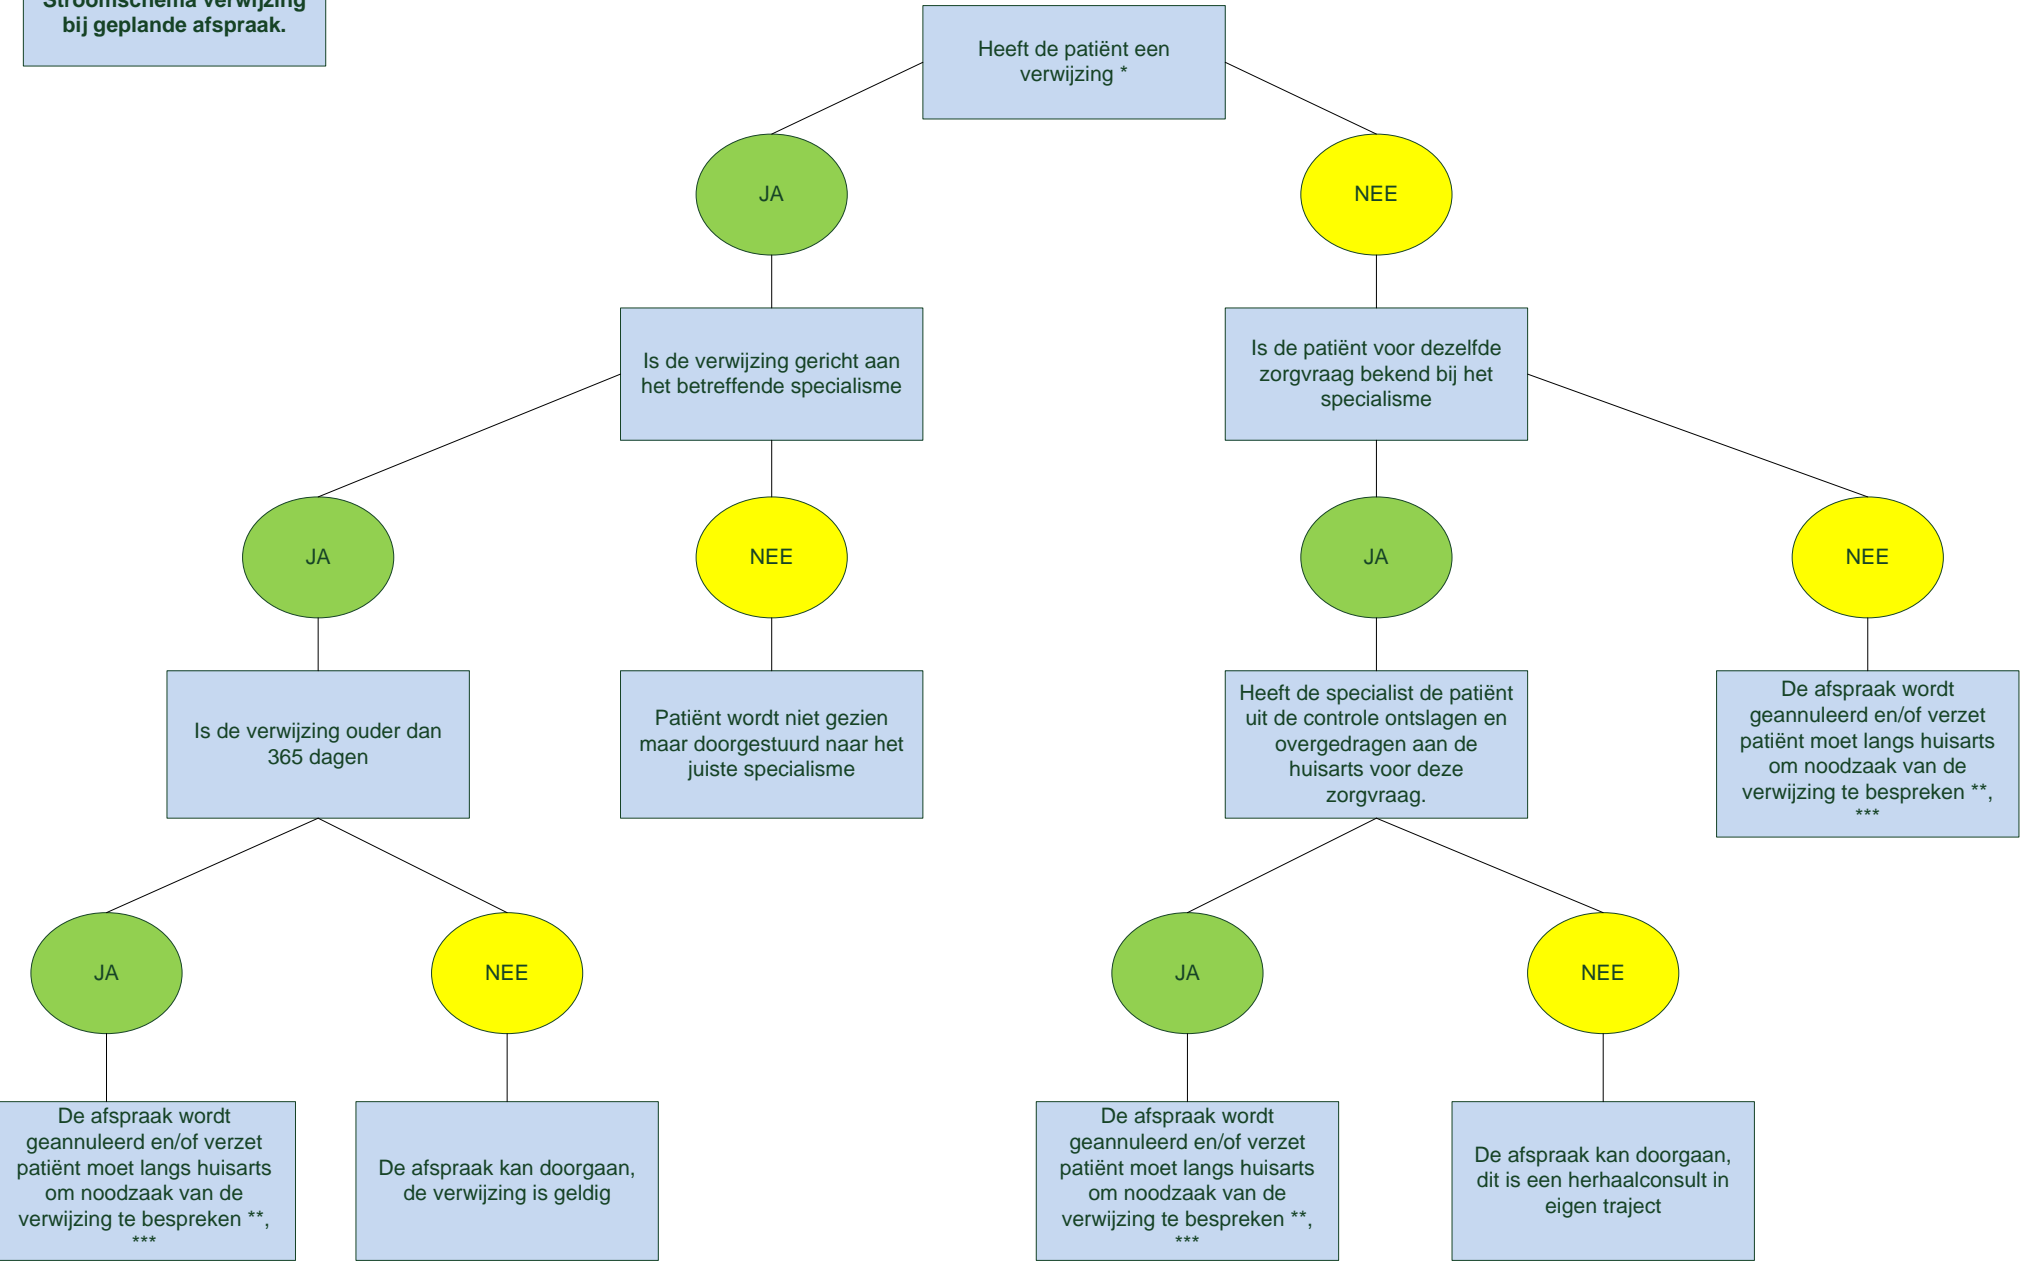 Stroomschema verwijzing
bij geplande afspraak.
Heeft de patiënt een
verwijzing *
JA
NEE
Is de verwijzing gericht aan
het betreffende specialisme
Is de patiënt voor dezelfde
zorgvraag bekend bij het
specialisme
JA
NEE
JA
NEE
Is de verwijzing ouder dan
365 dagen
Patiënt wordt niet gezien
maar doorgestuurd naar het
juiste specialisme
Heeft de specialist de patiënt
uit de controle ontslagen en
overgedragen aan de
huisarts voor deze
zorgvraag.
De afspraak wordt
geannuleerd en/of verzet
patiënt moet langs huisarts
om noodzaak van de
verwijzing te bespreken **,
***
JA
NEE
JA
NEE
De afspraak wordt
geannuleerd en/of verzet
patiënt moet langs huisarts
om noodzaak van de
verwijzing te bespreken **,
***
De afspraak kan doorgaan,
de verwijzing is geldig
De afspraak wordt
geannuleerd en/of verzet
patiënt moet langs huisarts
om noodzaak van de
verwijzing te bespreken **,
***
De afspraak kan doorgaan,
dit is een herhaalconsult in
eigen traject